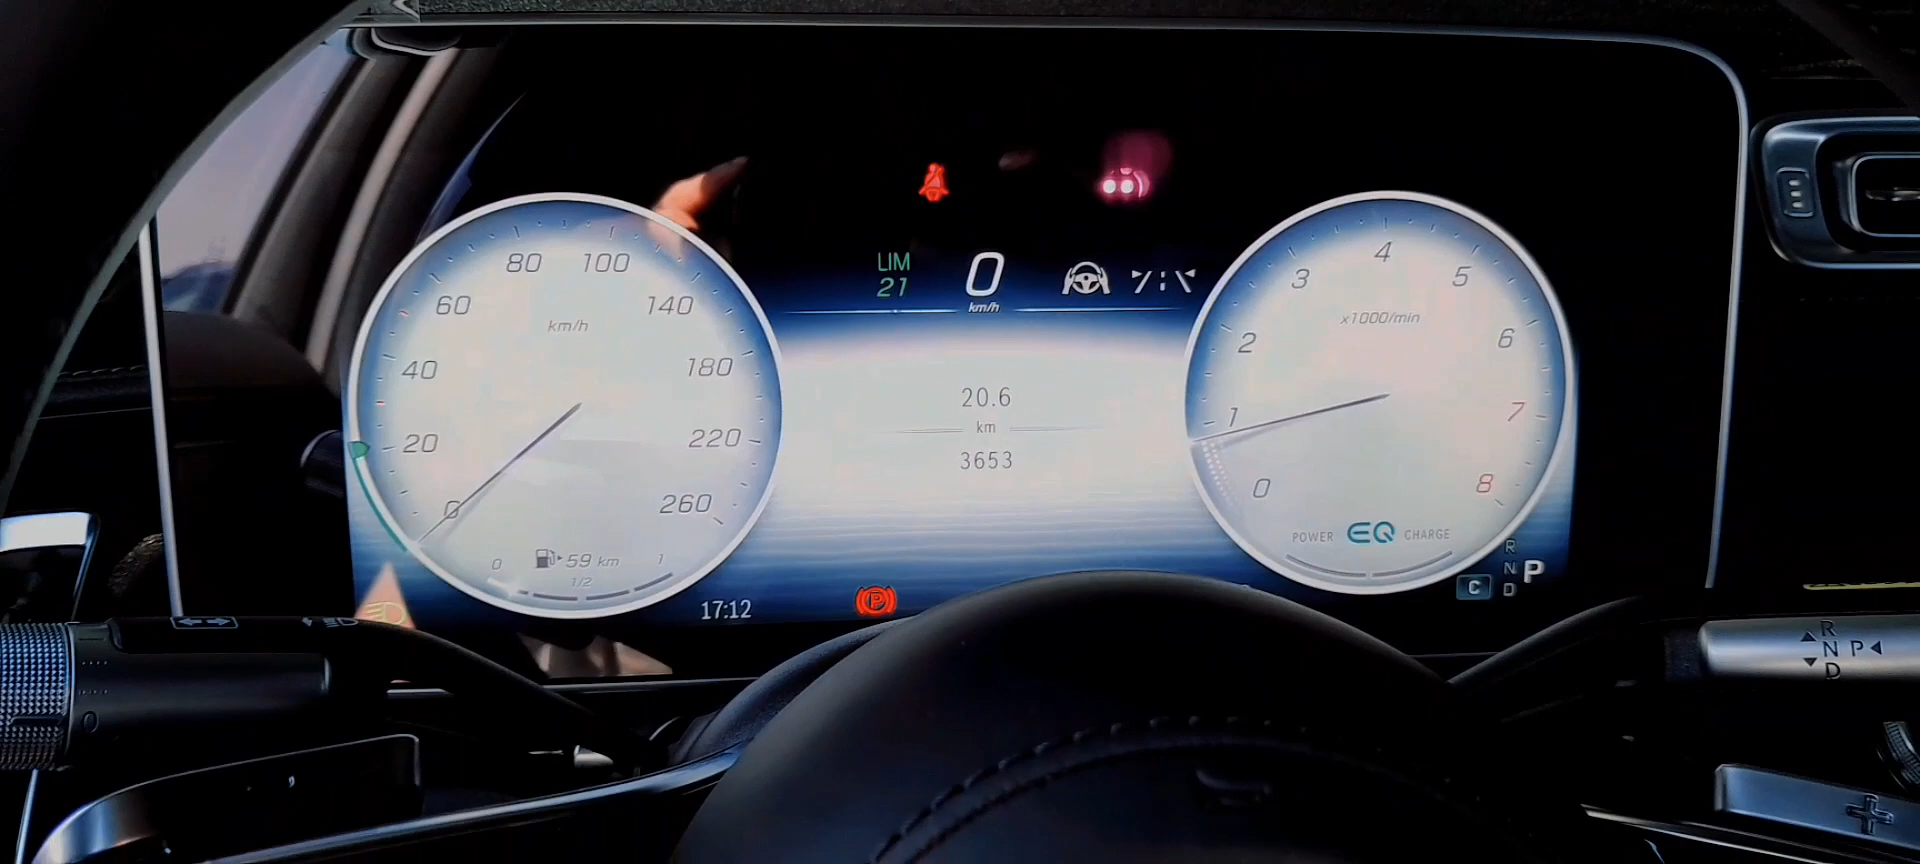 LIM
21
0
km/h
80 100
60 140
km/h
40 180
20 220
0 260
0 59 km 1
1/2
20.6
km
3653
4
3 5
x1000/min
2 6
1 7
0 8
POWER EQ CHARGE
R
N P
C D
17:12
P
R
N P
D